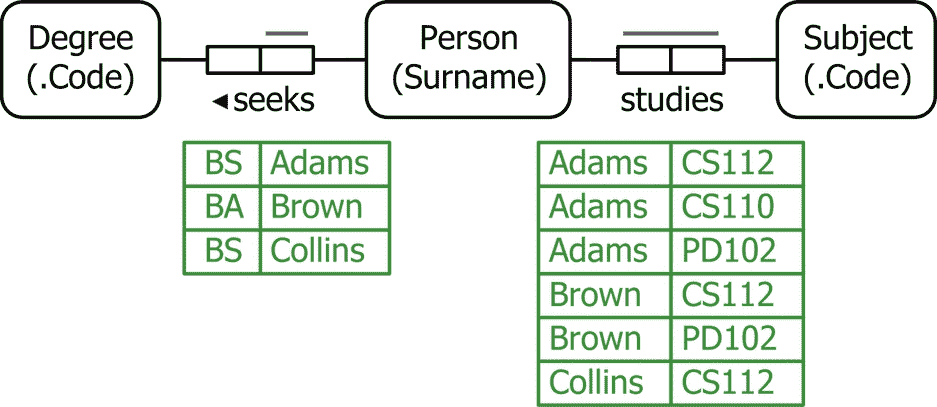 Degree
(.Code)
Person
(Surname)
Subject
(.Code)
◄ seeks
studies
BS Adams
BA Brown
BS Collins
Adams CS112
Adams CS110
Adams PD102
Brown CS112
Brown PD102
Collins CS112